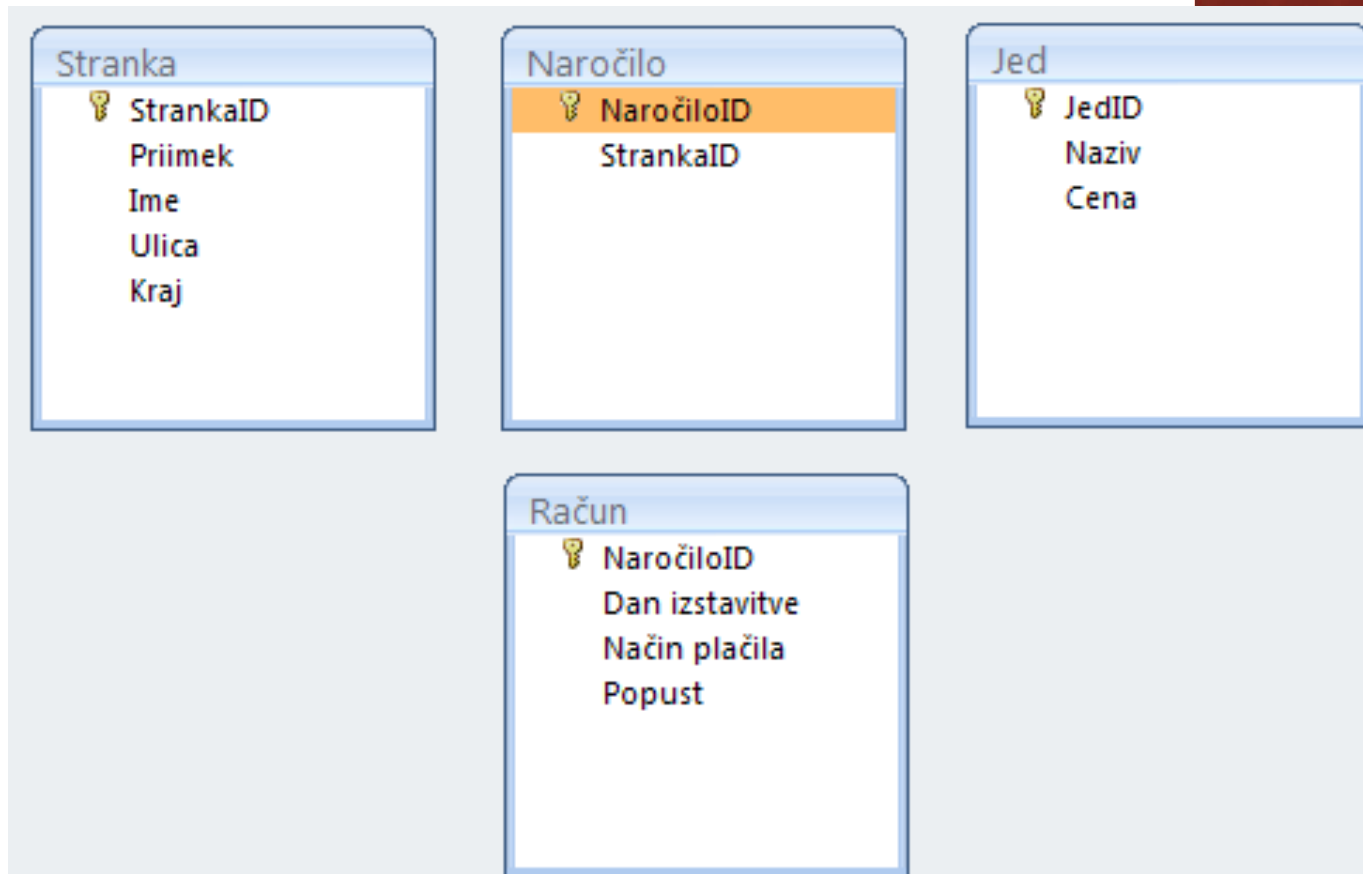 Stranka
StrankaID
Priimek
Ime
Ulica
Kraj
Naročilo
NaročiloID
StrankaID
Jed
JedID
Naziv
Cena
Račun
NaročiloID
Dan izstavitve
Način plačila
Popust